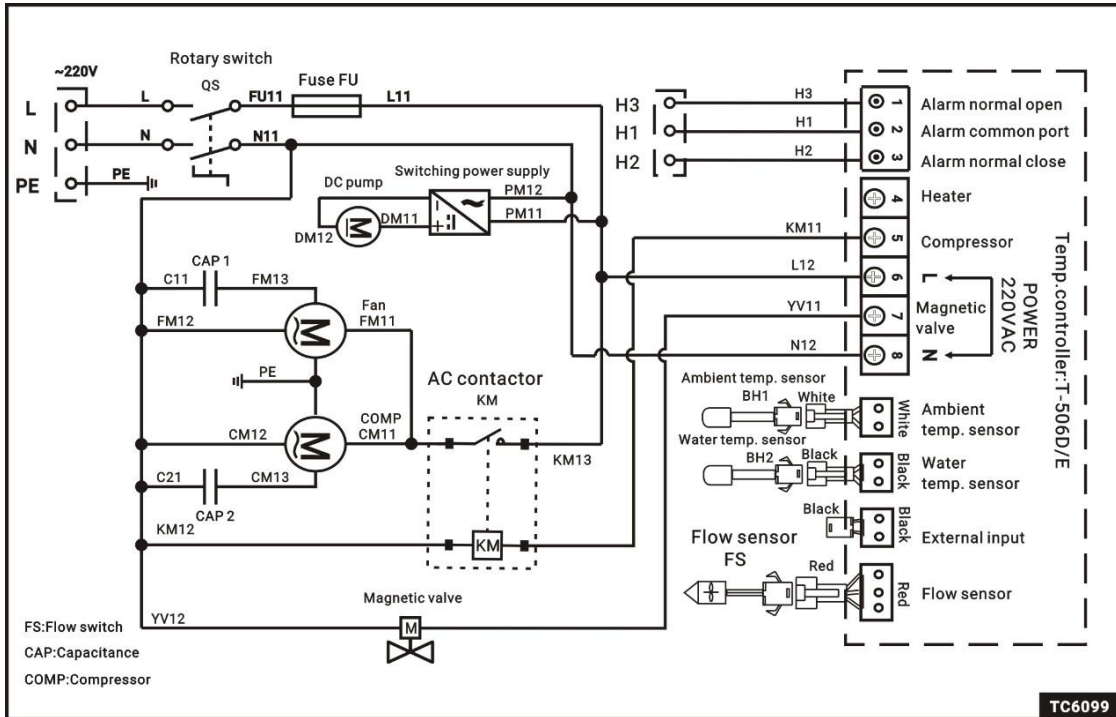 ~220V
Rotary switch
QS
Fuse FU
L
L
FU11
L11
N
N
N11
PE
PE
H3
H1
H2
H3
H1
H2
1
2
3
4
5
6
7
8
Alarm normal open
Alarm common port
Alarm normal close
Heater
Compressor
L
Magnetic
valve
N
POWER
220VAC
Temp.controller:T-506D/E
Switching power supply
DC pump
DM12
M
DM11
- ~
+
PM12
PM11
KM11
L12
YV11
N12
CAP 1
C11
FM13
Fan
FM12
M
FM11
PE
COMP
CM12
M
CM11
C21
CM13
CAP 2
KM12
AC contactor
KM
KM13
KM
Magnetic valve
M
YV12
Ambient temp. sensor
BH1
White
White
Ambient
temp. sensor
Water temp. sensor
BH2
Black
Black
Water
temp. sensor
Black
Black
External input
Flow sensor
FS
Red
Red
Flow sensor
FS:Flow switch
CAP:Capacitance
COMP:Compressor
TC6099